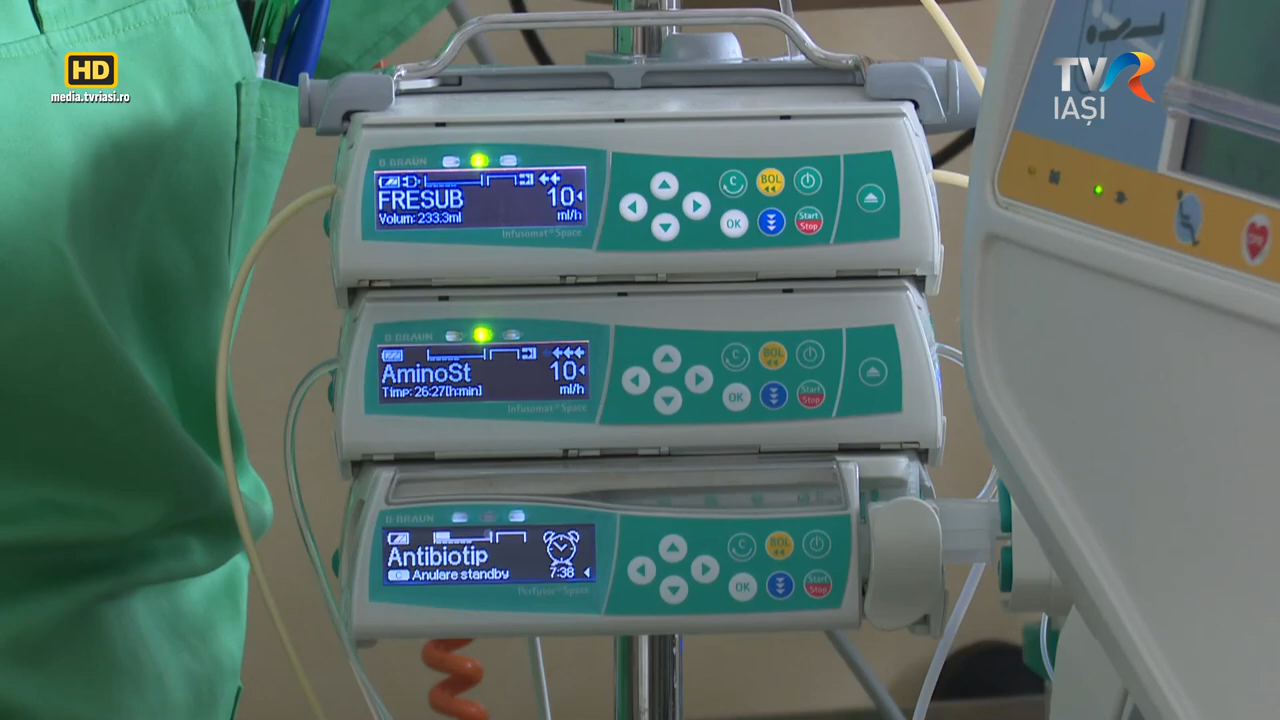 HD
media.tvriasi.ro
TVR
IAȘI
B BRAUN
FRESUB
10
Volum: 233.3ml
ml/h
Infusomat® Space
C
BOL
OK
Start
Stop
B BRAUN
AminoSt
10
Timp: 26:27[h:min]
ml/h
Infusomat® Space
C
BOL
OK
Start
Stop
B BRAUN
Antibiotip
Anulare standby
7:38
Perfusor® Space
C
BOL
OK
Start
Stop